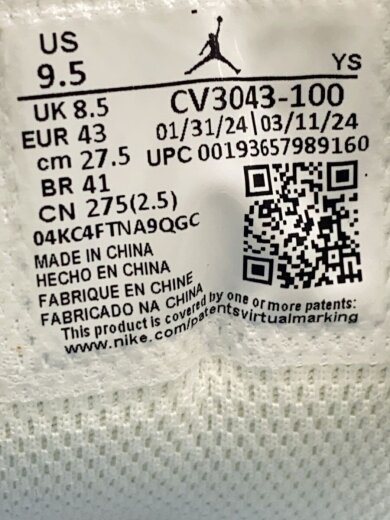 US
9.5
YS
UK 8.5
CV3043-100
EUR 43
01/31/24|03/11/24
cm 27.5
UPC 00193657989160
BR 41
CN 275(2.5)
04KC4FTNA9QGC
MADE IN CHINA
HECHO EN CHINA
FABRIQUE EN CHINE
FABRICADO NA CHINA
This product is covered by one or more patents:
www.nike.com/patentsvirtualmarking